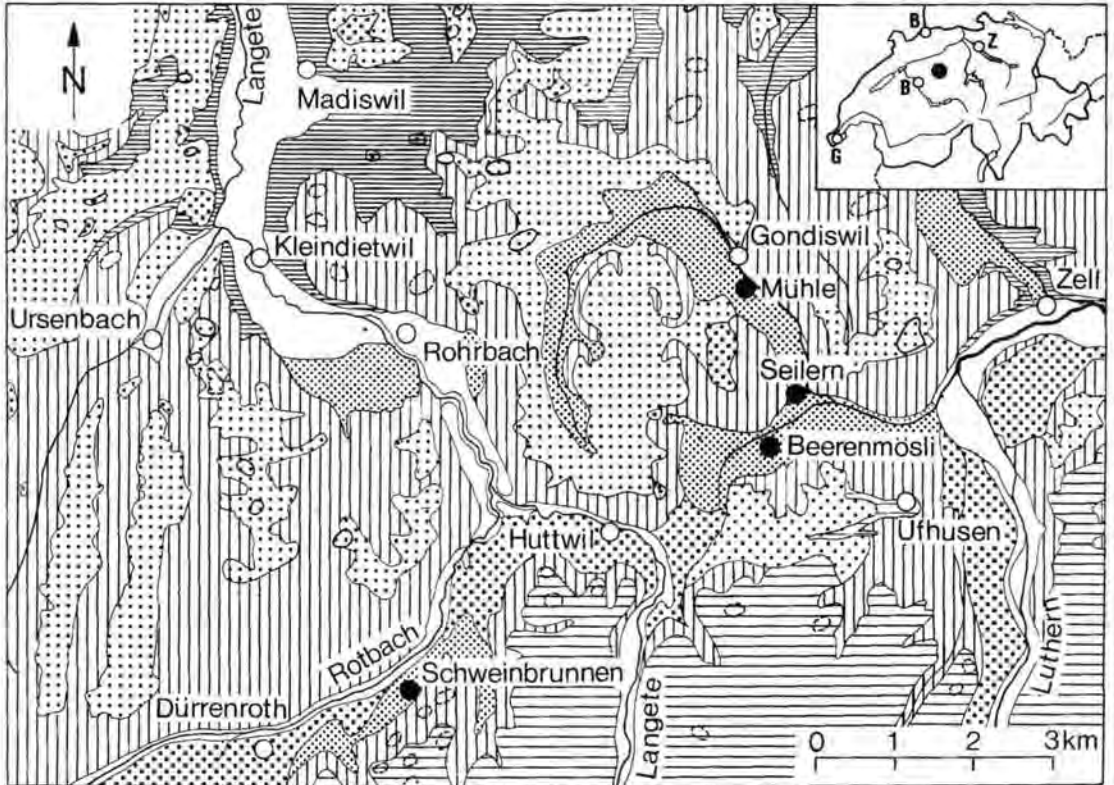 N
Langete
Madiswil
B
Z
B
G
Kleindietwil
Gondiswil
Mühle
Zell
Ursenbach
Rohrbach
Seilern
Beerenmösli
Ufhusen
Huttwil
Luthern
Rotbach
Schweinbrunnen
Dürrenroth
Langete
0 1 2 3km